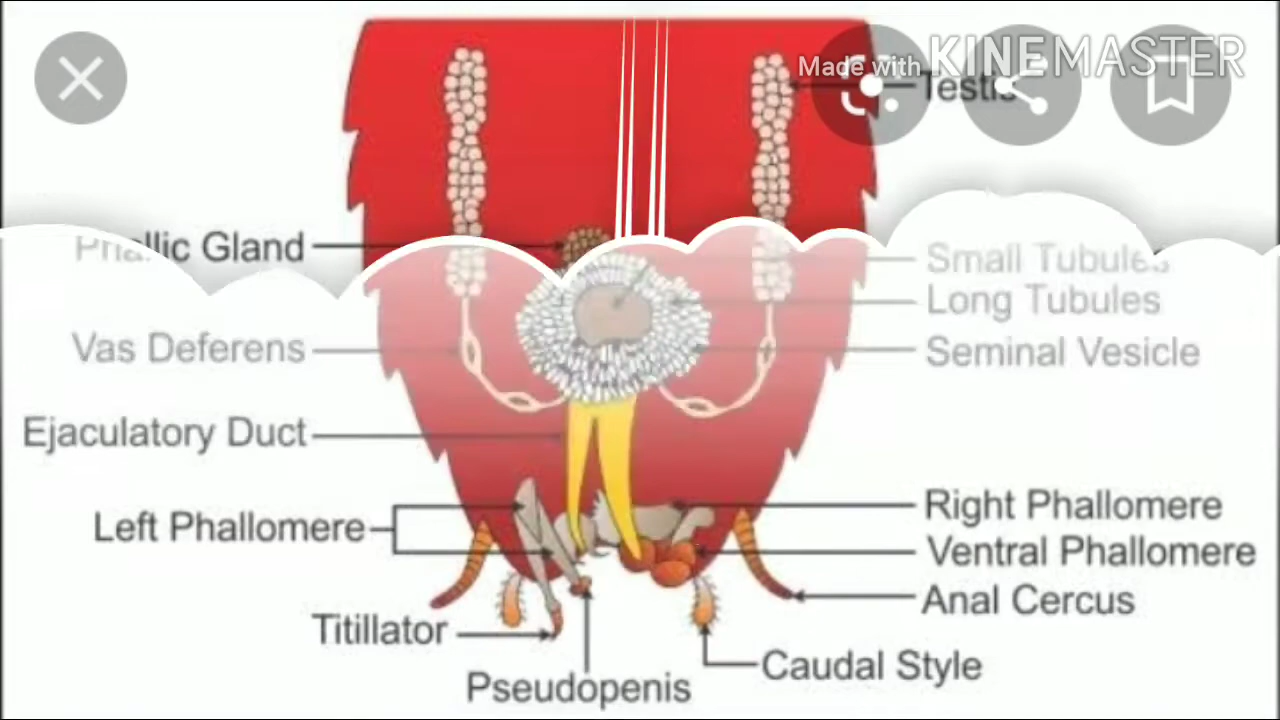 Made with KINEMASTER
Testis
Phallic Gland
Small Tubules
Long Tubules
Vas Deferens
Seminal Vesicle
Ejaculatory Duct
Left Phallomere
Right Phallomere
Ventral Phallomere
Anal Cercus
Titillator
Caudal Style
Pseudopenis